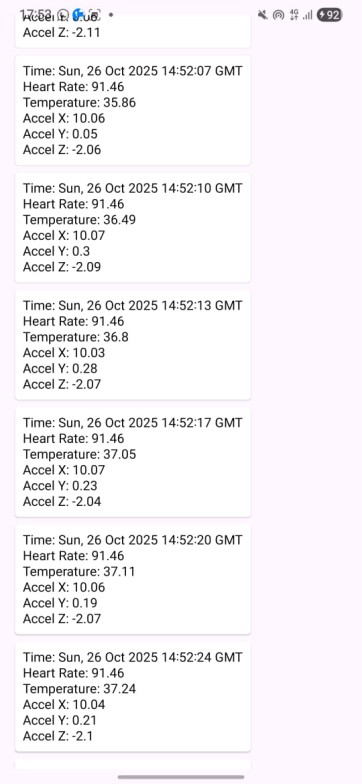 17:53
4G
92
Accel Z: -2.11
Time: Sun, 26 Oct 2025 14:52:07 GMT
Heart Rate: 91.46
Temperature: 35.86
Accel X: 10.06
Accel Y: 0.05
Accel Z: -2.06
Time: Sun, 26 Oct 2025 14:52:10 GMT
Heart Rate: 91.46
Temperature: 36.49
Accel X: 10.07
Accel Y: 0.3
Accel Z: -2.09
Time: Sun, 26 Oct 2025 14:52:13 GMT
Heart Rate: 91.46
Temperature: 36.8
Accel X: 10.03
Accel Y: 0.28
Accel Z: -2.07
Time: Sun, 26 Oct 2025 14:52:17 GMT
Heart Rate: 91.46
Temperature: 37.05
Accel X: 10.07
Accel Y: 0.23
Accel Z: -2.04
Time: Sun, 26 Oct 2025 14:52:20 GMT
Heart Rate: 91.46
Temperature: 37.11
Accel X: 10.06
Accel Y: 0.19
Accel Z: -2.07
Time: Sun, 26 Oct 2025 14:52:24 GMT
Heart Rate: 91.46
Temperature: 37.24
Accel X: 10.04
Accel Y: 0.21
Accel Z: -2.1